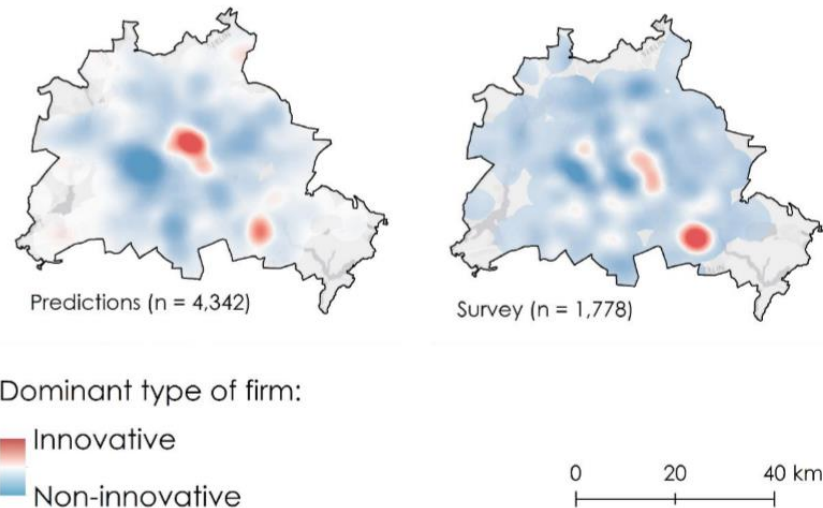 Predictions (n = 4,342)
Survey (n = 1,778)
Dominant type of firm:
Innovative
Non-innovative
0 20 40 km